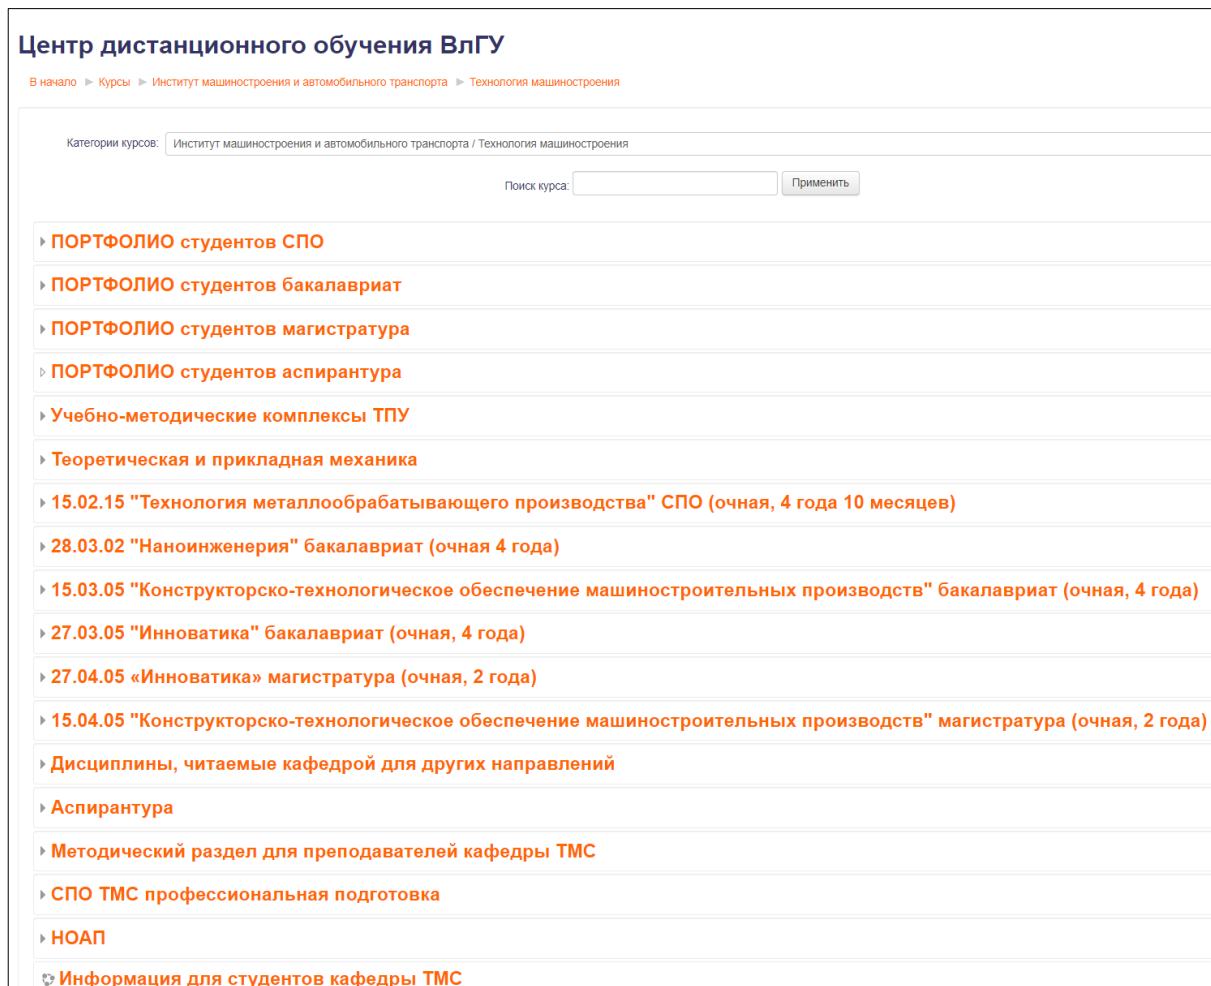 Центр дистанционного обучения ВлГУ
В начало ► Курсы ► Институт машиностроения и автомобильного транспорта ► Технология машиностроения
Категории курсов: Институт машиностроения и автомобильного транспорта / Технология машиностроения
Поиск курса: Применить
ПОРТФОЛИО студентов СПО
ПОРТФОЛИО студентов бакалавриат
ПОРТФОЛИО студентов магистратура
ПОРТФОЛИО студентов аспирантура
Учебно-методические комплексы ТПУ
Теоретическая и прикладная механика
15.02.15 "Технология металлообрабатывающего производства" СПО (очная, 4 года 10 месяцев)
28.03.02 "Наноинженерия" бакалавриат (очная 4 года)
15.03.05 "Конструкторско-технологическое обеспечение машиностроительных производств" бакалавриат (очная, 4 года)
27.03.05 "Инноватика" бакалавриат (очная, 4 года)
27.04.05 «Инноватика» магистратура (очная, 2 года)
15.04.05 "Конструкторско-технологическое обеспечение машиностроительных производств" магистратура (очная, 2 года)
Дисциплины, читаемые кафедрой для других направлений
Аспирантура
Методический раздел для преподавателей кафедры ТМС
СПО ТМС профессиональная подготовка
НОАП
Информация для студентов кафедры ТМС